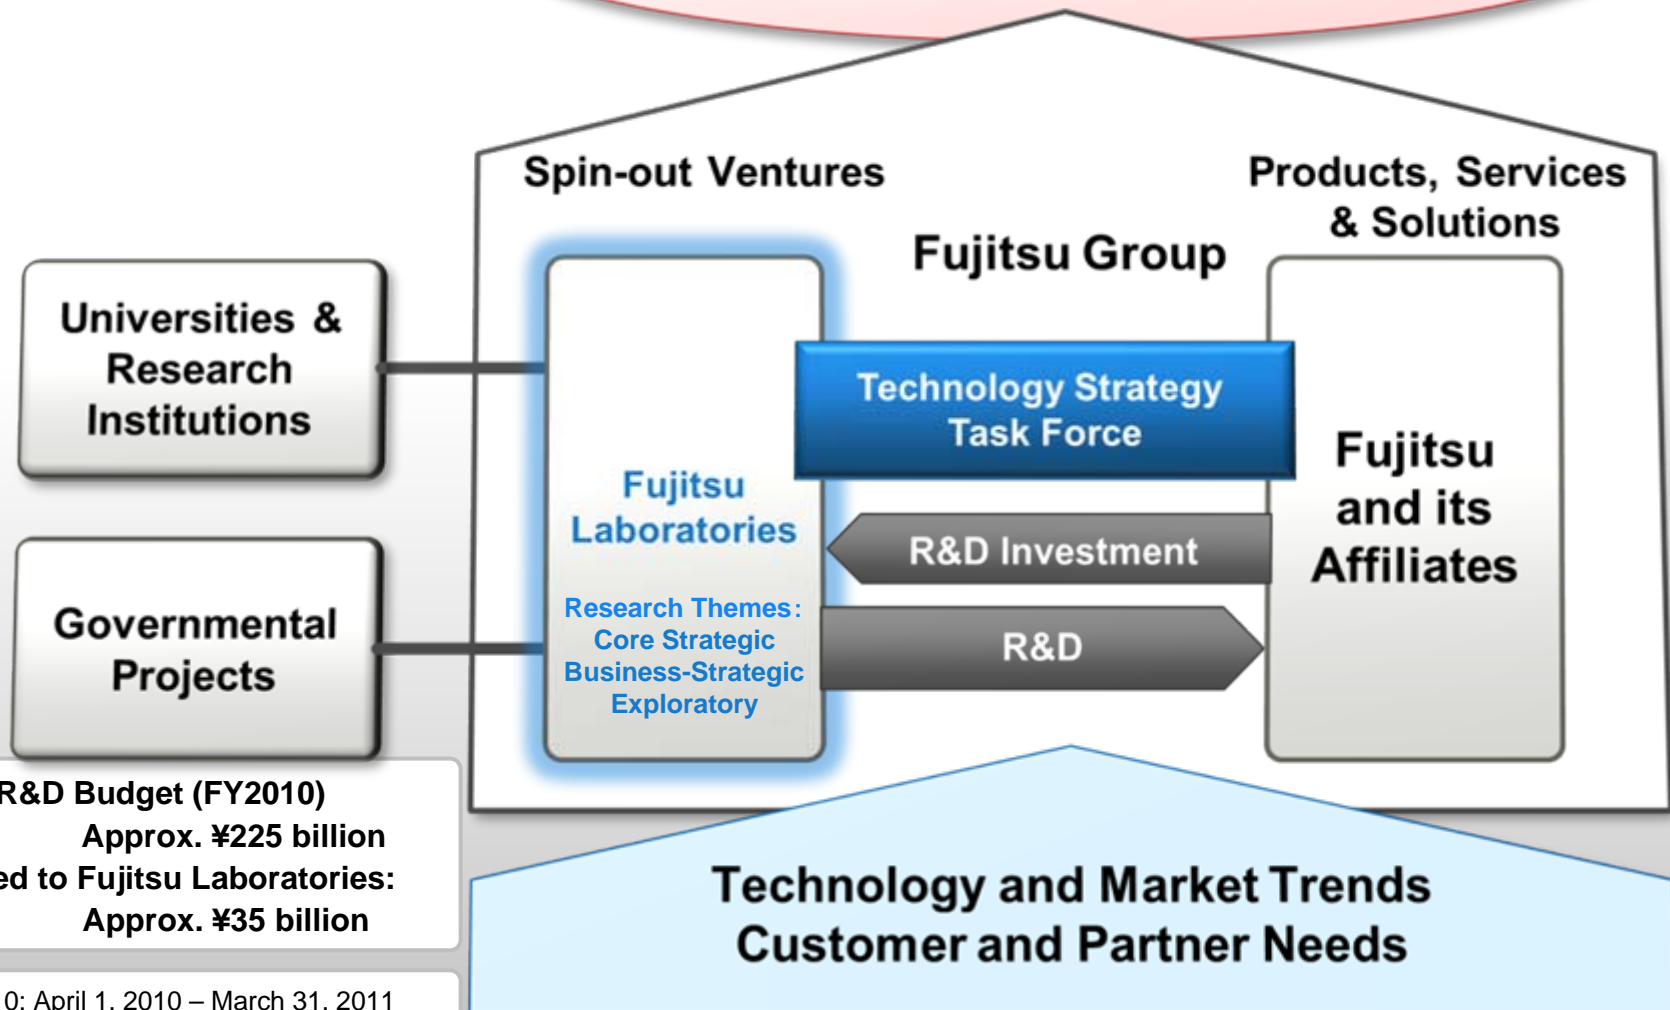 Spin-out Ventures
Products, Services
& Solutions
Fujitsu Group
Universities &
Research
Institutions
Technology Strategy
Task Force
Fujitsu
Laboratories
Fujitsu
and its
Affiliates
R&D Investment
Research Themes:
Core Strategic
Business-Strategic
Exploratory
R&D
Governmental
Projects
R&D Budget (FY2010)
Approx. ¥225 billion
to Fujitsu Laboratories:
Approx. ¥35 billion
Technology and Market Trends
Customer and Partner Needs
0: April 1, 2010 – March 31, 2011